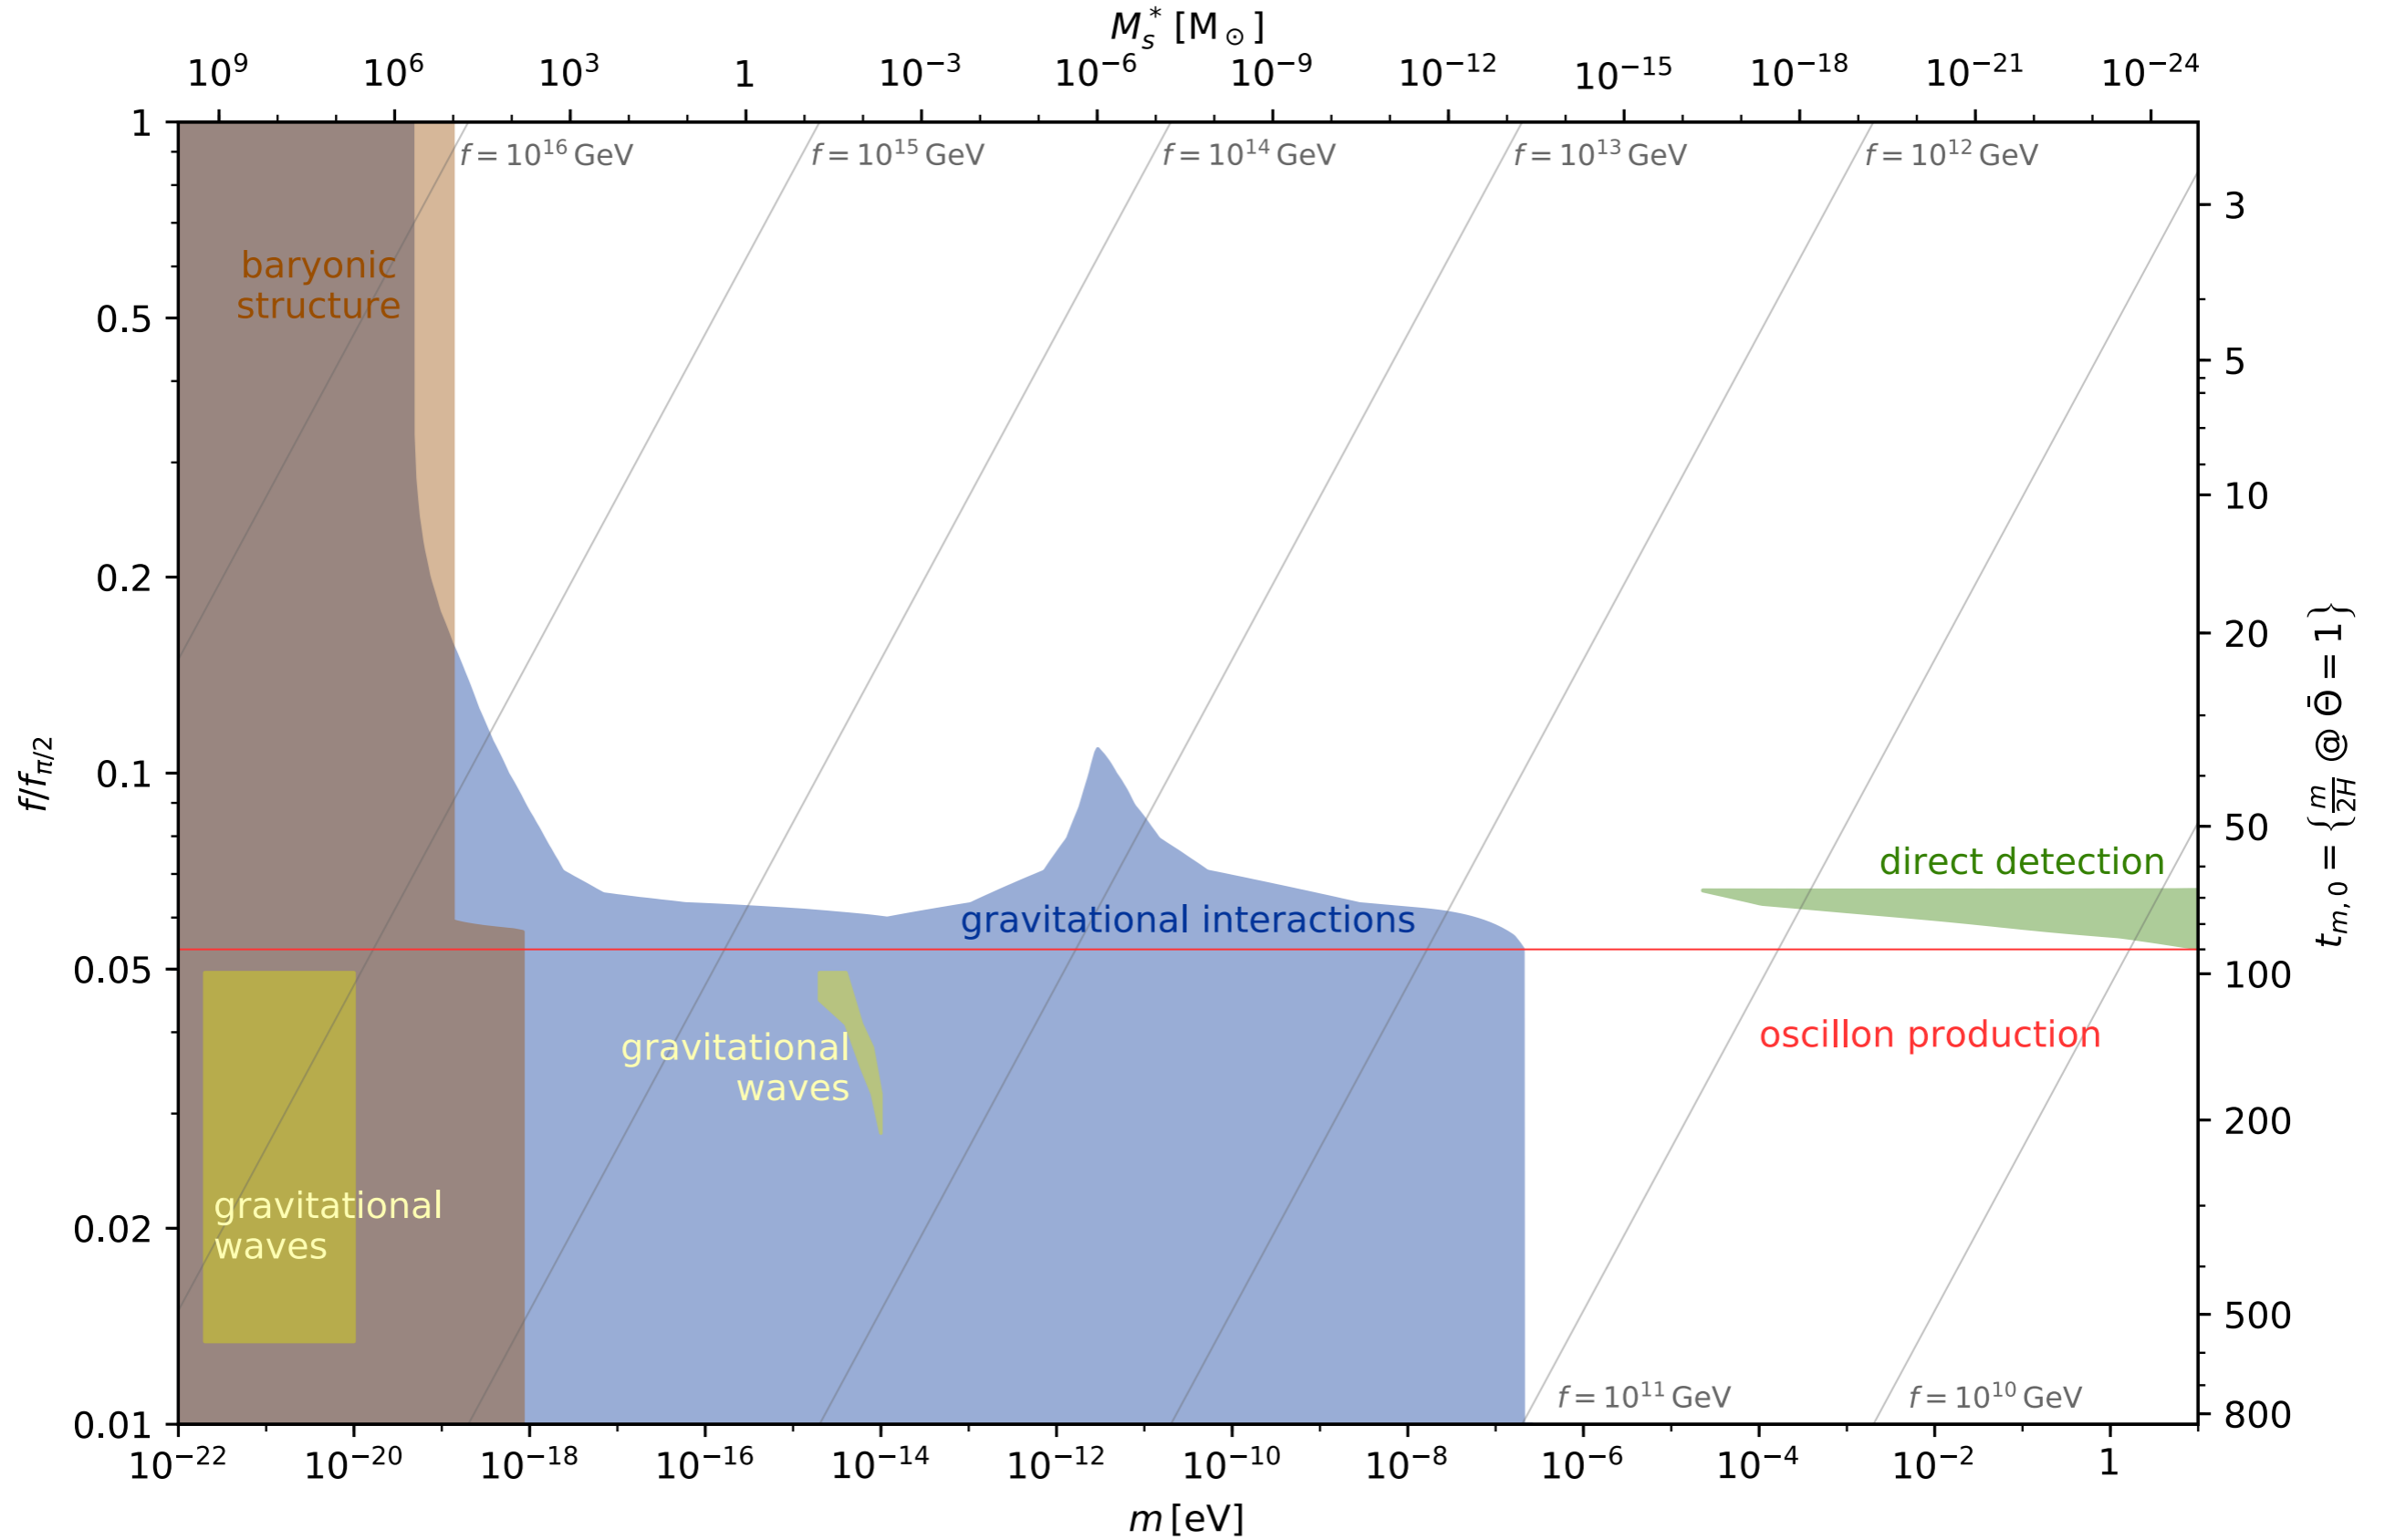 M_s^* [M_⊙]
10^9 10^6 10^3 1 10^−3 10^−6 10^−9 10^−12 10^−15 10^−18 10^−21 10^−24
1
f = 10^16 GeV f = 10^15 GeV f = 10^14 GeV f = 10^13 GeV f = 10^12 GeV
3
baryonic
structure
0.5
5
10
0.2
20
f/f_π/2
0.1
50
t_m,0 = {m/2H @ Θ̄ = 1}
direct detection
gravitational interactions
0.05
100
oscillon production
gravitational
waves
200
gravitational
waves
0.02
500
f = 10^11 GeV f = 10^10 GeV
0.01
800
10^−22 10^−20 10^−18 10^−16 10^−14 10^−12 10^−10 10^−8 10^−6 10^−4 10^−2 1
m [eV]